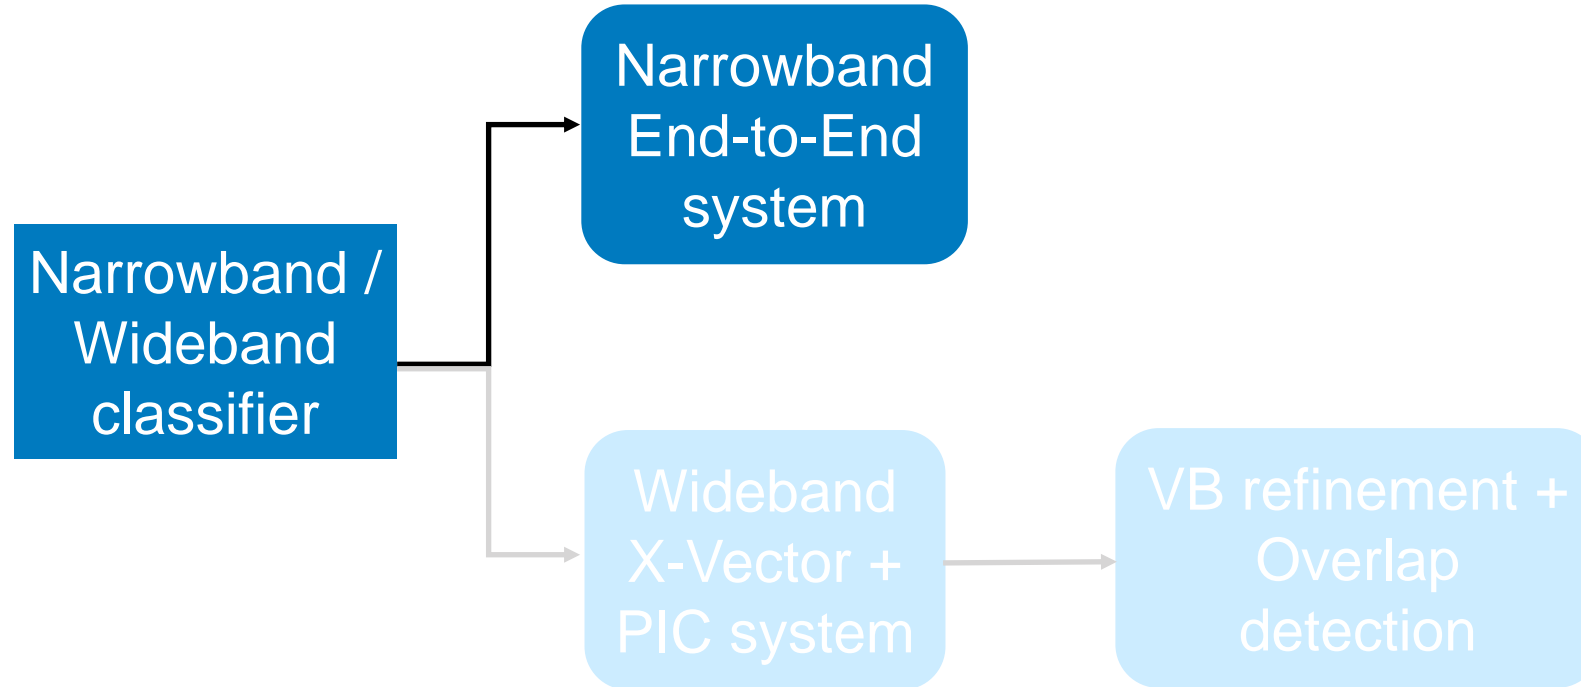 Narrowband
End-to-End
system
Narrowband /
Wideband
classifier
Wideband
X-Vector +
PIC system
VB refinement +
Overlap
detection